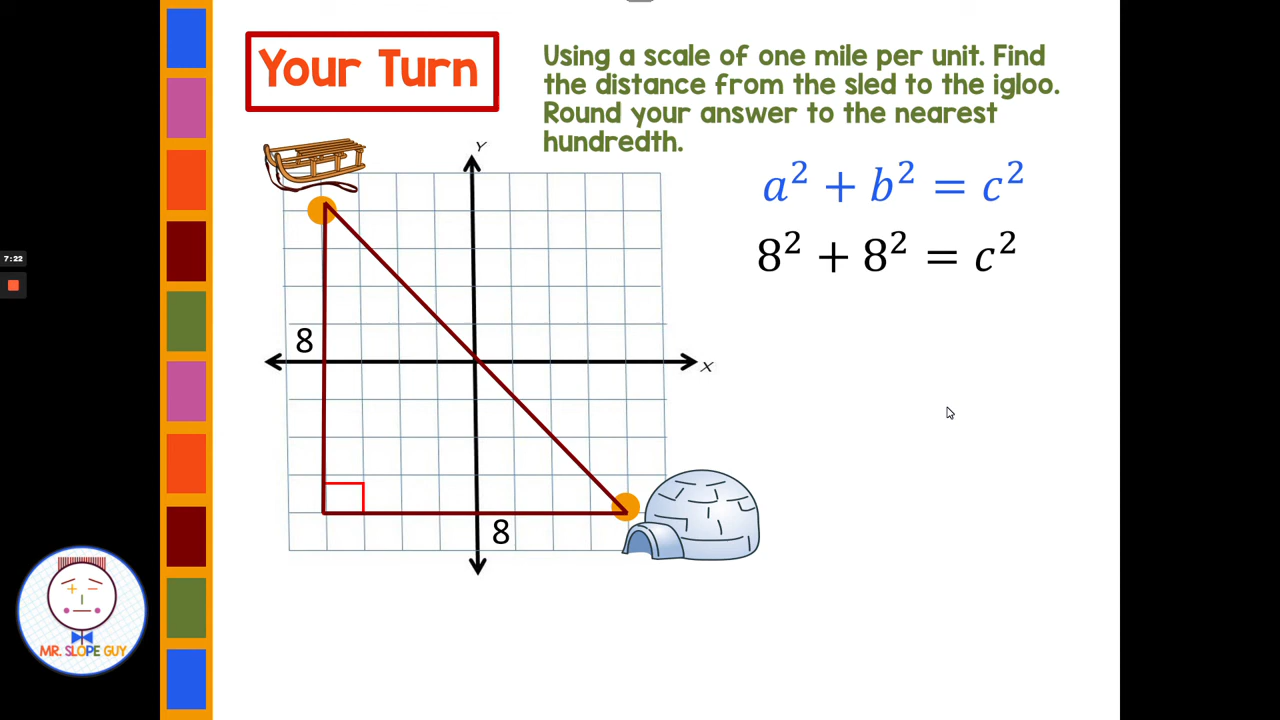 Your Turn
Using a scale of one mile per unit. Find
the distance from the sled to the igloo.
Round your answer to the nearest
hundredth.
a² + b² = c²
8² + 8² = c²
Y
7:22
8
X
8
MR. SLOPE GUY